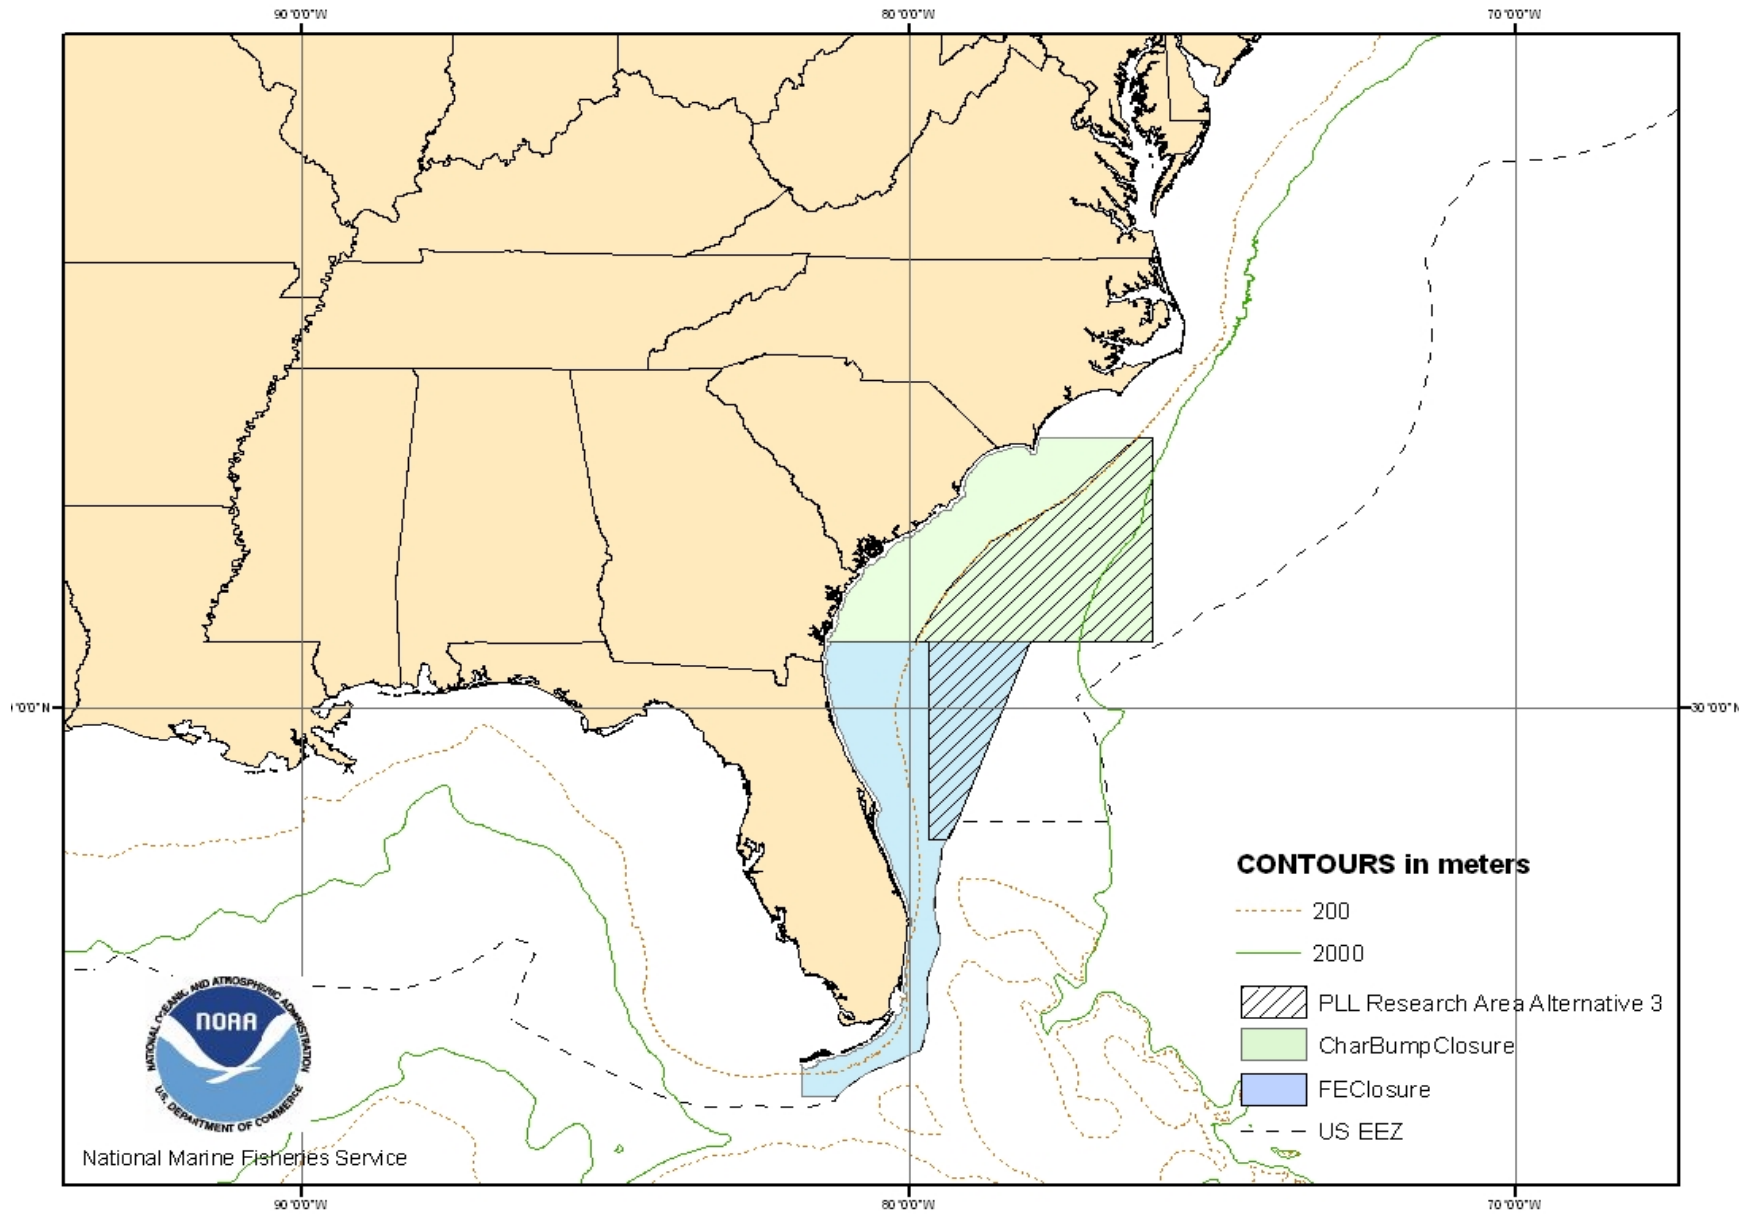 90°0'0"W 80°0'0"W 70°0'0"W
0'0"N 30°0'0"N
CONTOURS in meters
200
2000
PLL Research Area Alternative 3
CharBumpClosure
FEClosure
US EEZ
NATIONAL OCEANIC AND ATMOSPHERIC ADMINISTRATION
NOAA
U.S. DEPARTMENT OF COMMERCE
National Marine Fisheries Service
90°0'0"W 80°0'0"W 70°0'0"W